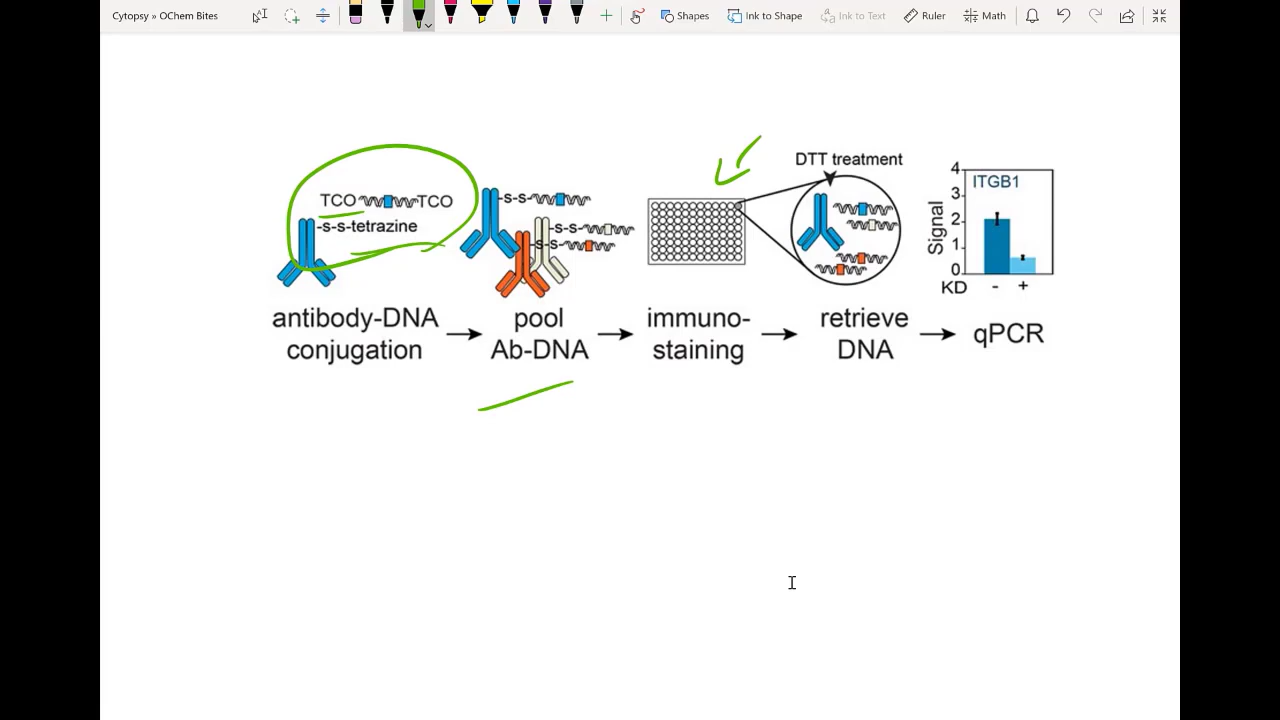 Cytopsy » OChem Bites
Shapes
Ink to Shape
Ink to Text
Ruler
Math
TCO TCO
-s-s-tetrazine
-s-s-
-s-s-
-s-s-
DTT treatment
ITGB1
Signal
4
3
2
1
0
KD - +
antibody-DNA
conjugation
pool
Ab-DNA
immuno-
staining
retrieve
DNA
qPCR